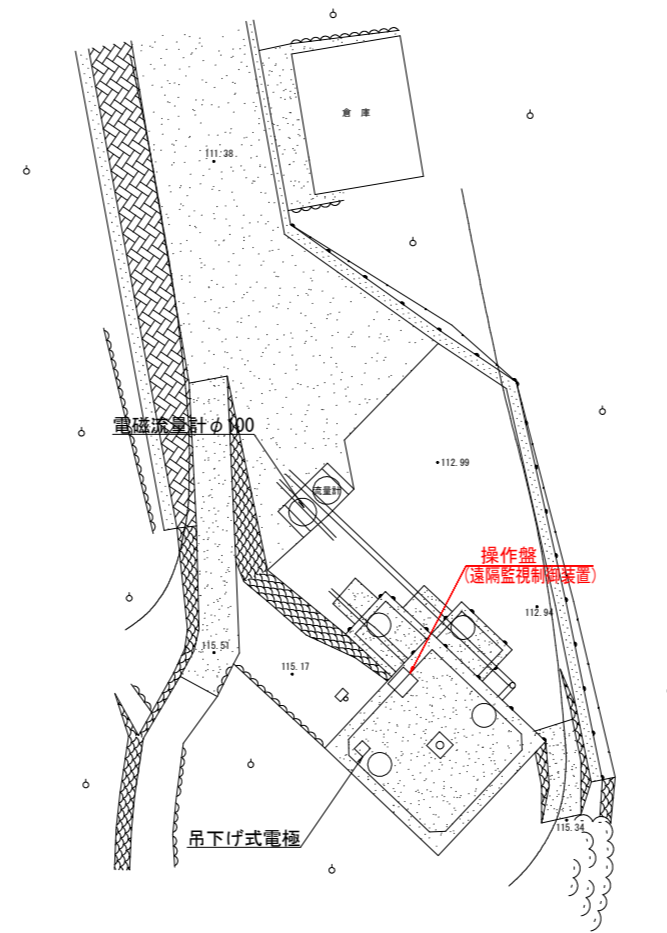 倉 庫
111.38
電磁流量計φ100
112.99
流量計
操作盤
(遠隔監視制御装置)
112.94
115.51
115.17
吊下げ式電極
115.34